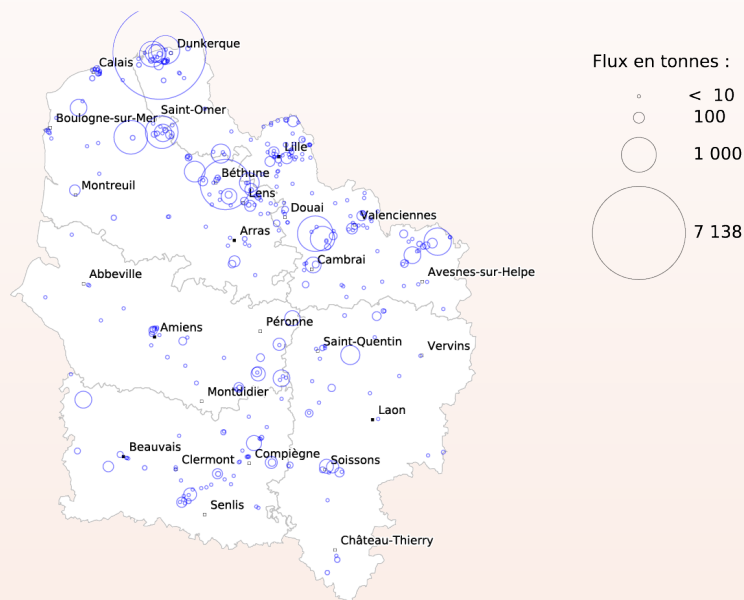 Dunkerque
Flux en tonnes :
Calais
< 10
Saint-Omer
100
Boulogne-sur-Mer
Lille
1 000
Béthune
Montreuil
Lens
Douai
Valenciennes
Arras
7 138
Cambrai
Abbeville
Avesnes-sur-Helpe
Péronne
Amiens
Saint-Quentin
Vervins
Montdidier
Laon
Beauvais
Clermont
Compiègne
Soissons
Senlis
Château-Thierry